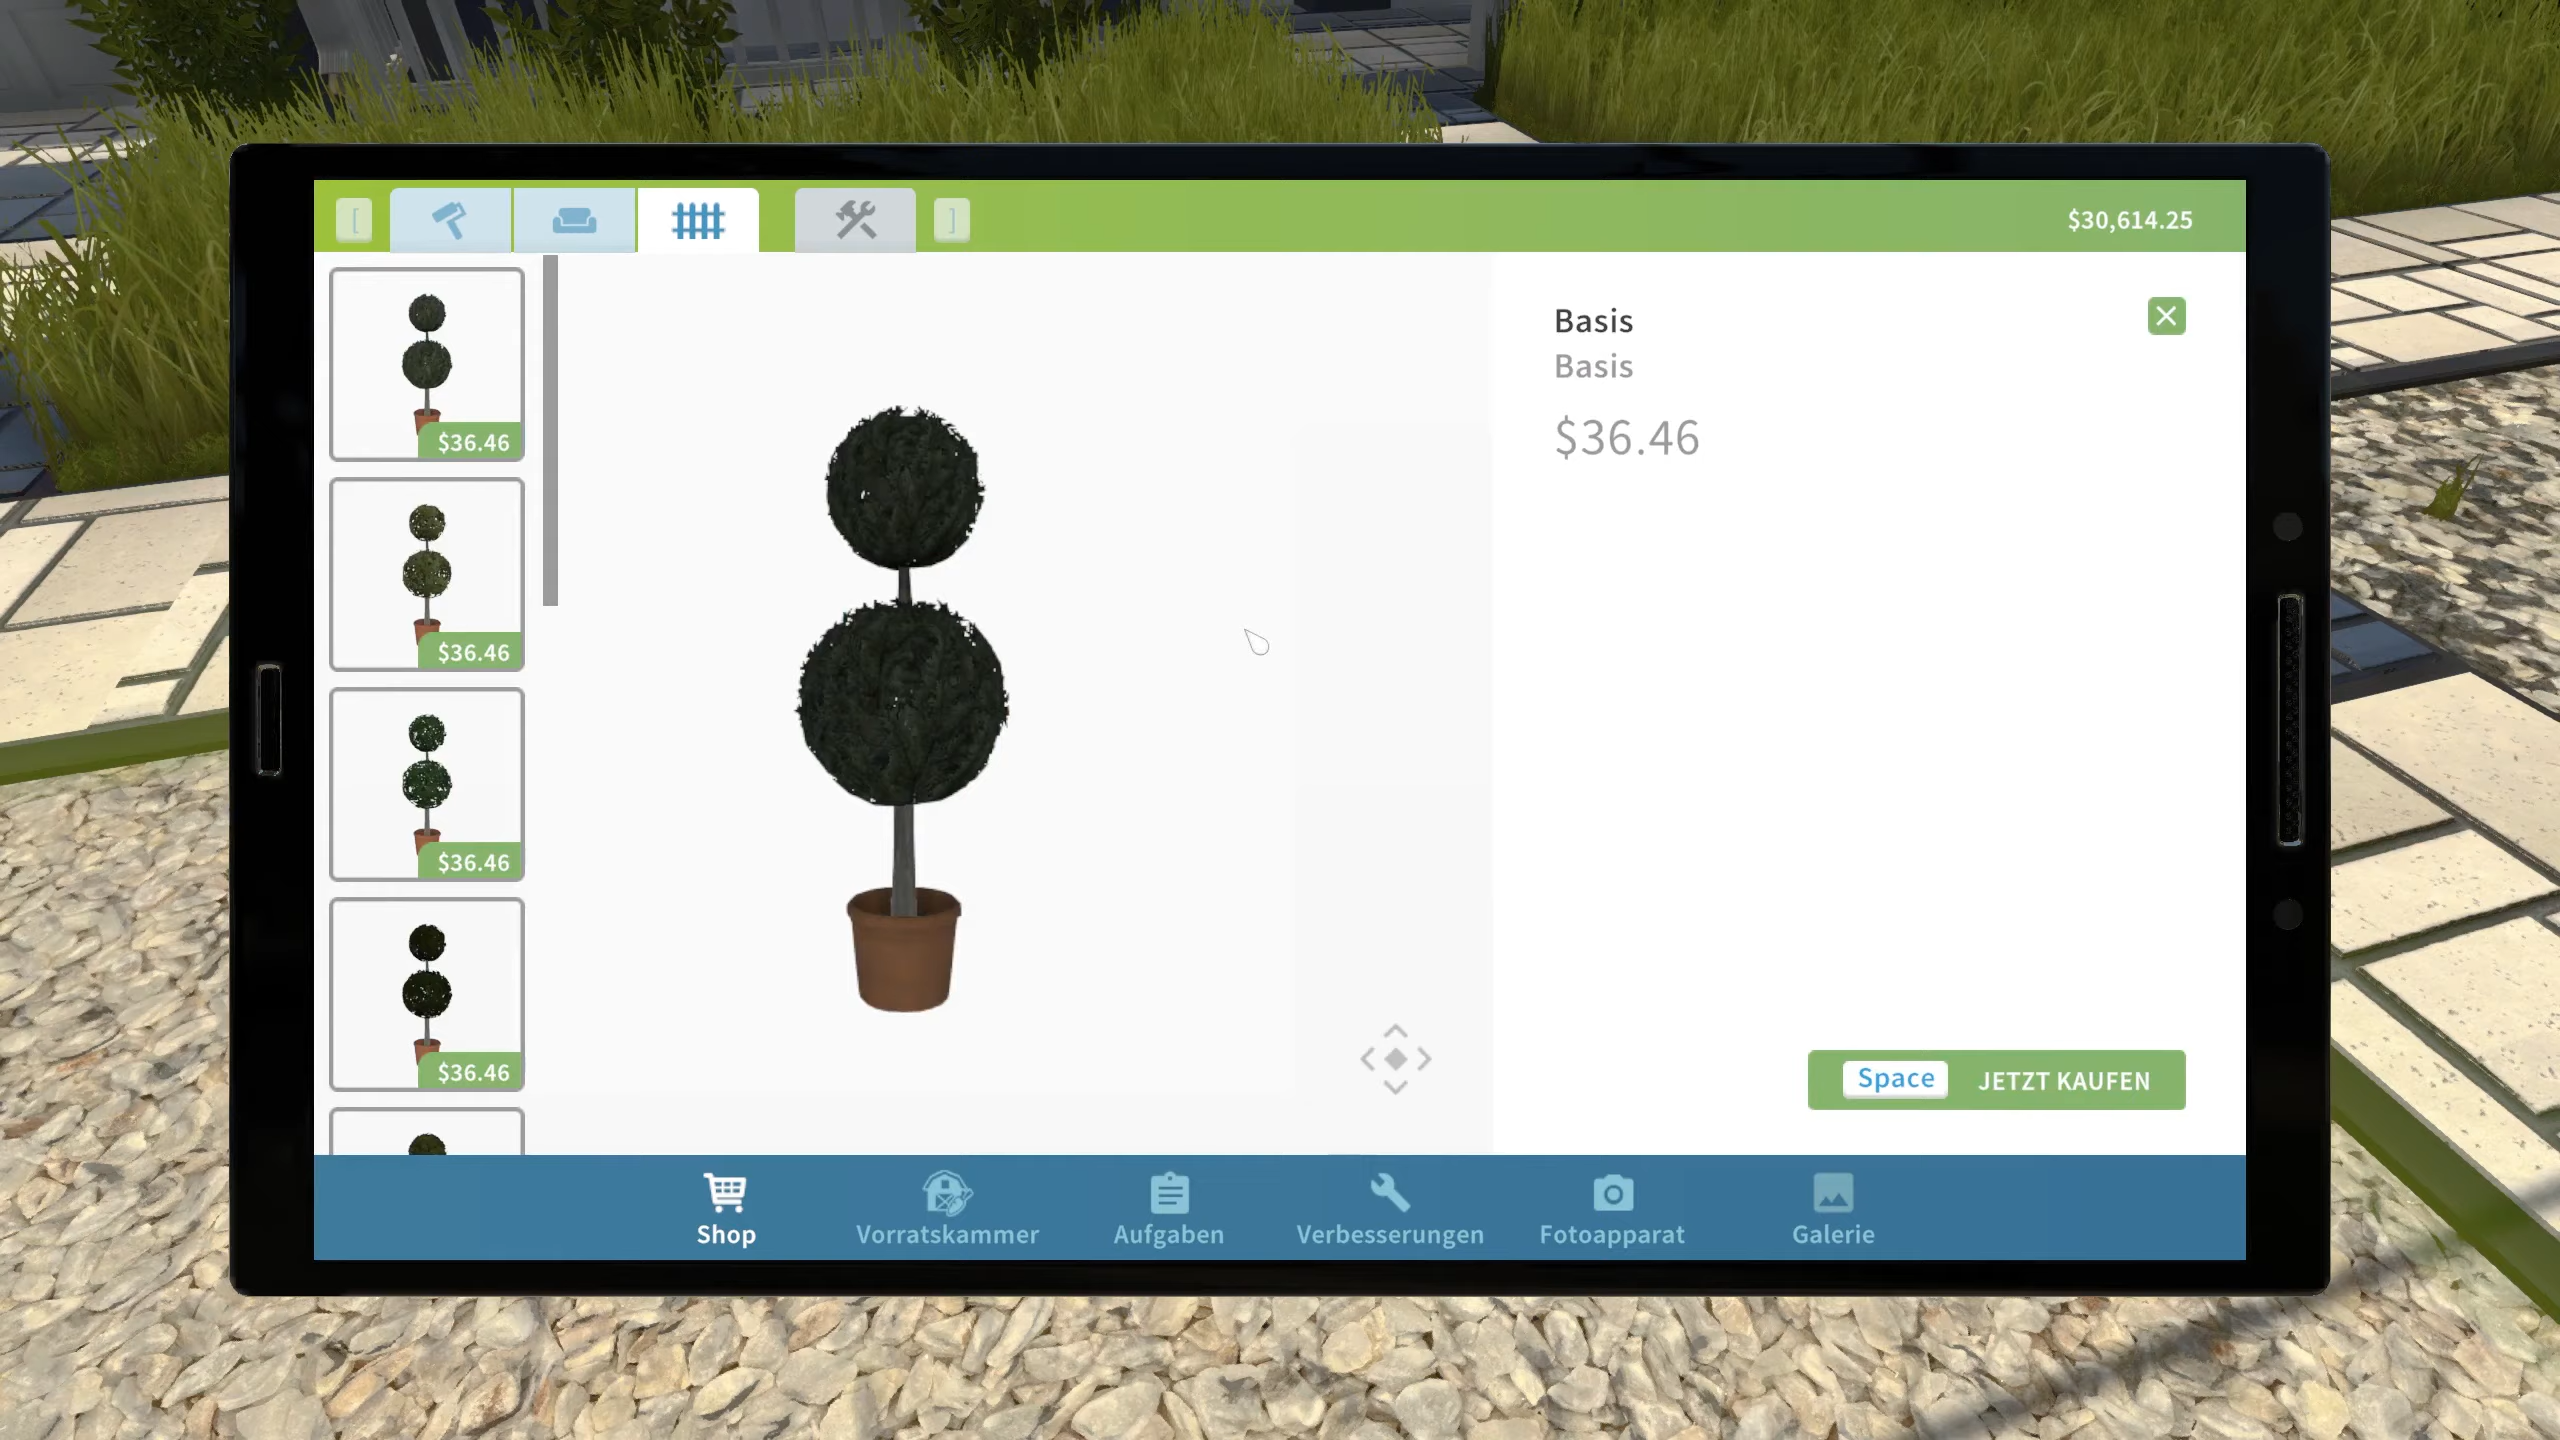 [
]
$30,614.25
$36.46
$36.46
$36.46
$36.46
Basis
Basis
$36.46
Space JETZT KAUFEN
Shop
Vorratskammer
Aufgaben
Verbesserungen
Fotoapparat
Galerie